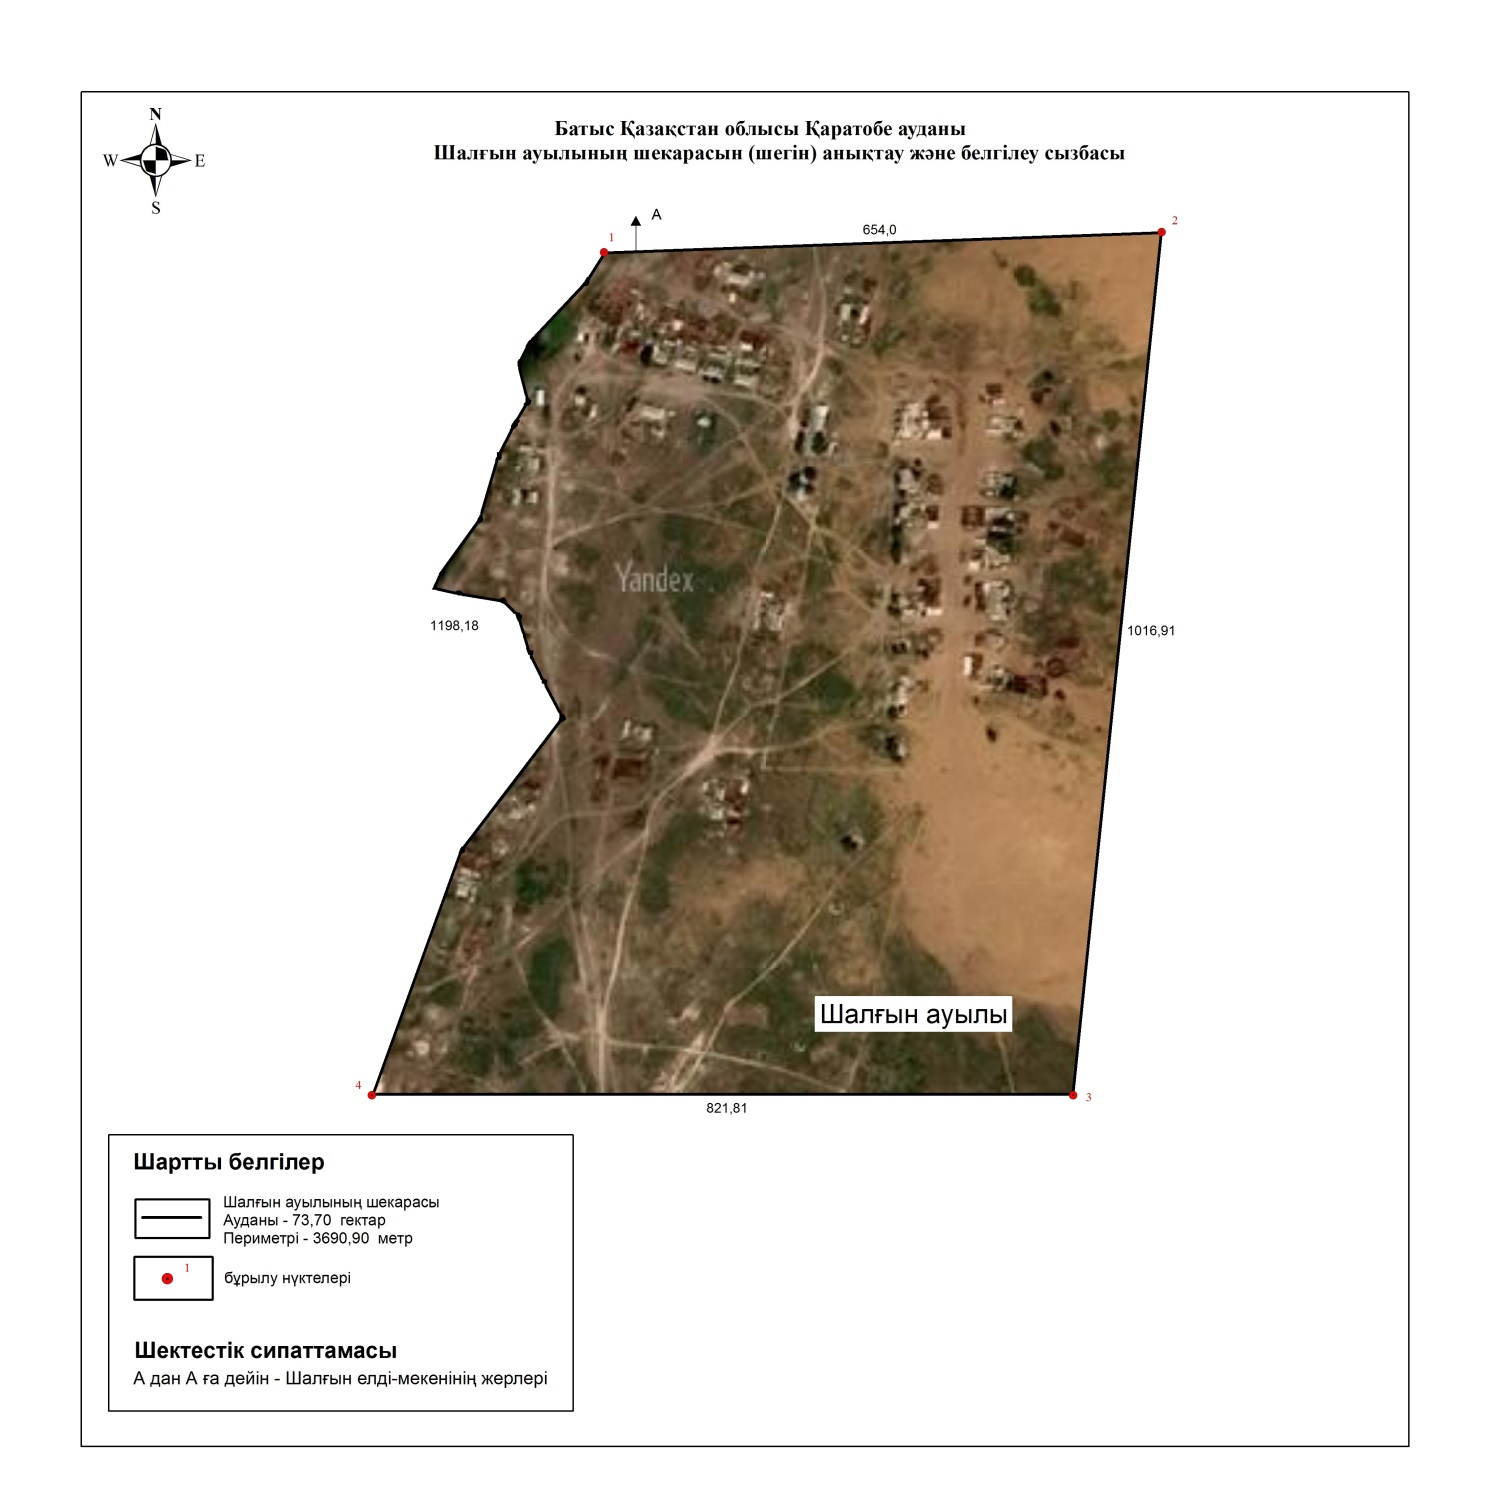 N
W E
S
Батыс Қазақстан облысы Қаратобе ауданы
Шалғын ауылының шекарасын (шегін) анықтау және белгілеу сызбасы
A
1
654,0
2
Yandex
1198,18
1016,91
Шалғын ауылы
4
3
821,81
Шартты белгілер
Шалғын ауылының шекарасы
Ауданы - 73,70 гектар
Периметрі - 3690,90 метр
1
бұрылу нүктелері
Шектестік сипаттамасы
А дан А ға дейін - Шалғын елді-мекенінің жерлері